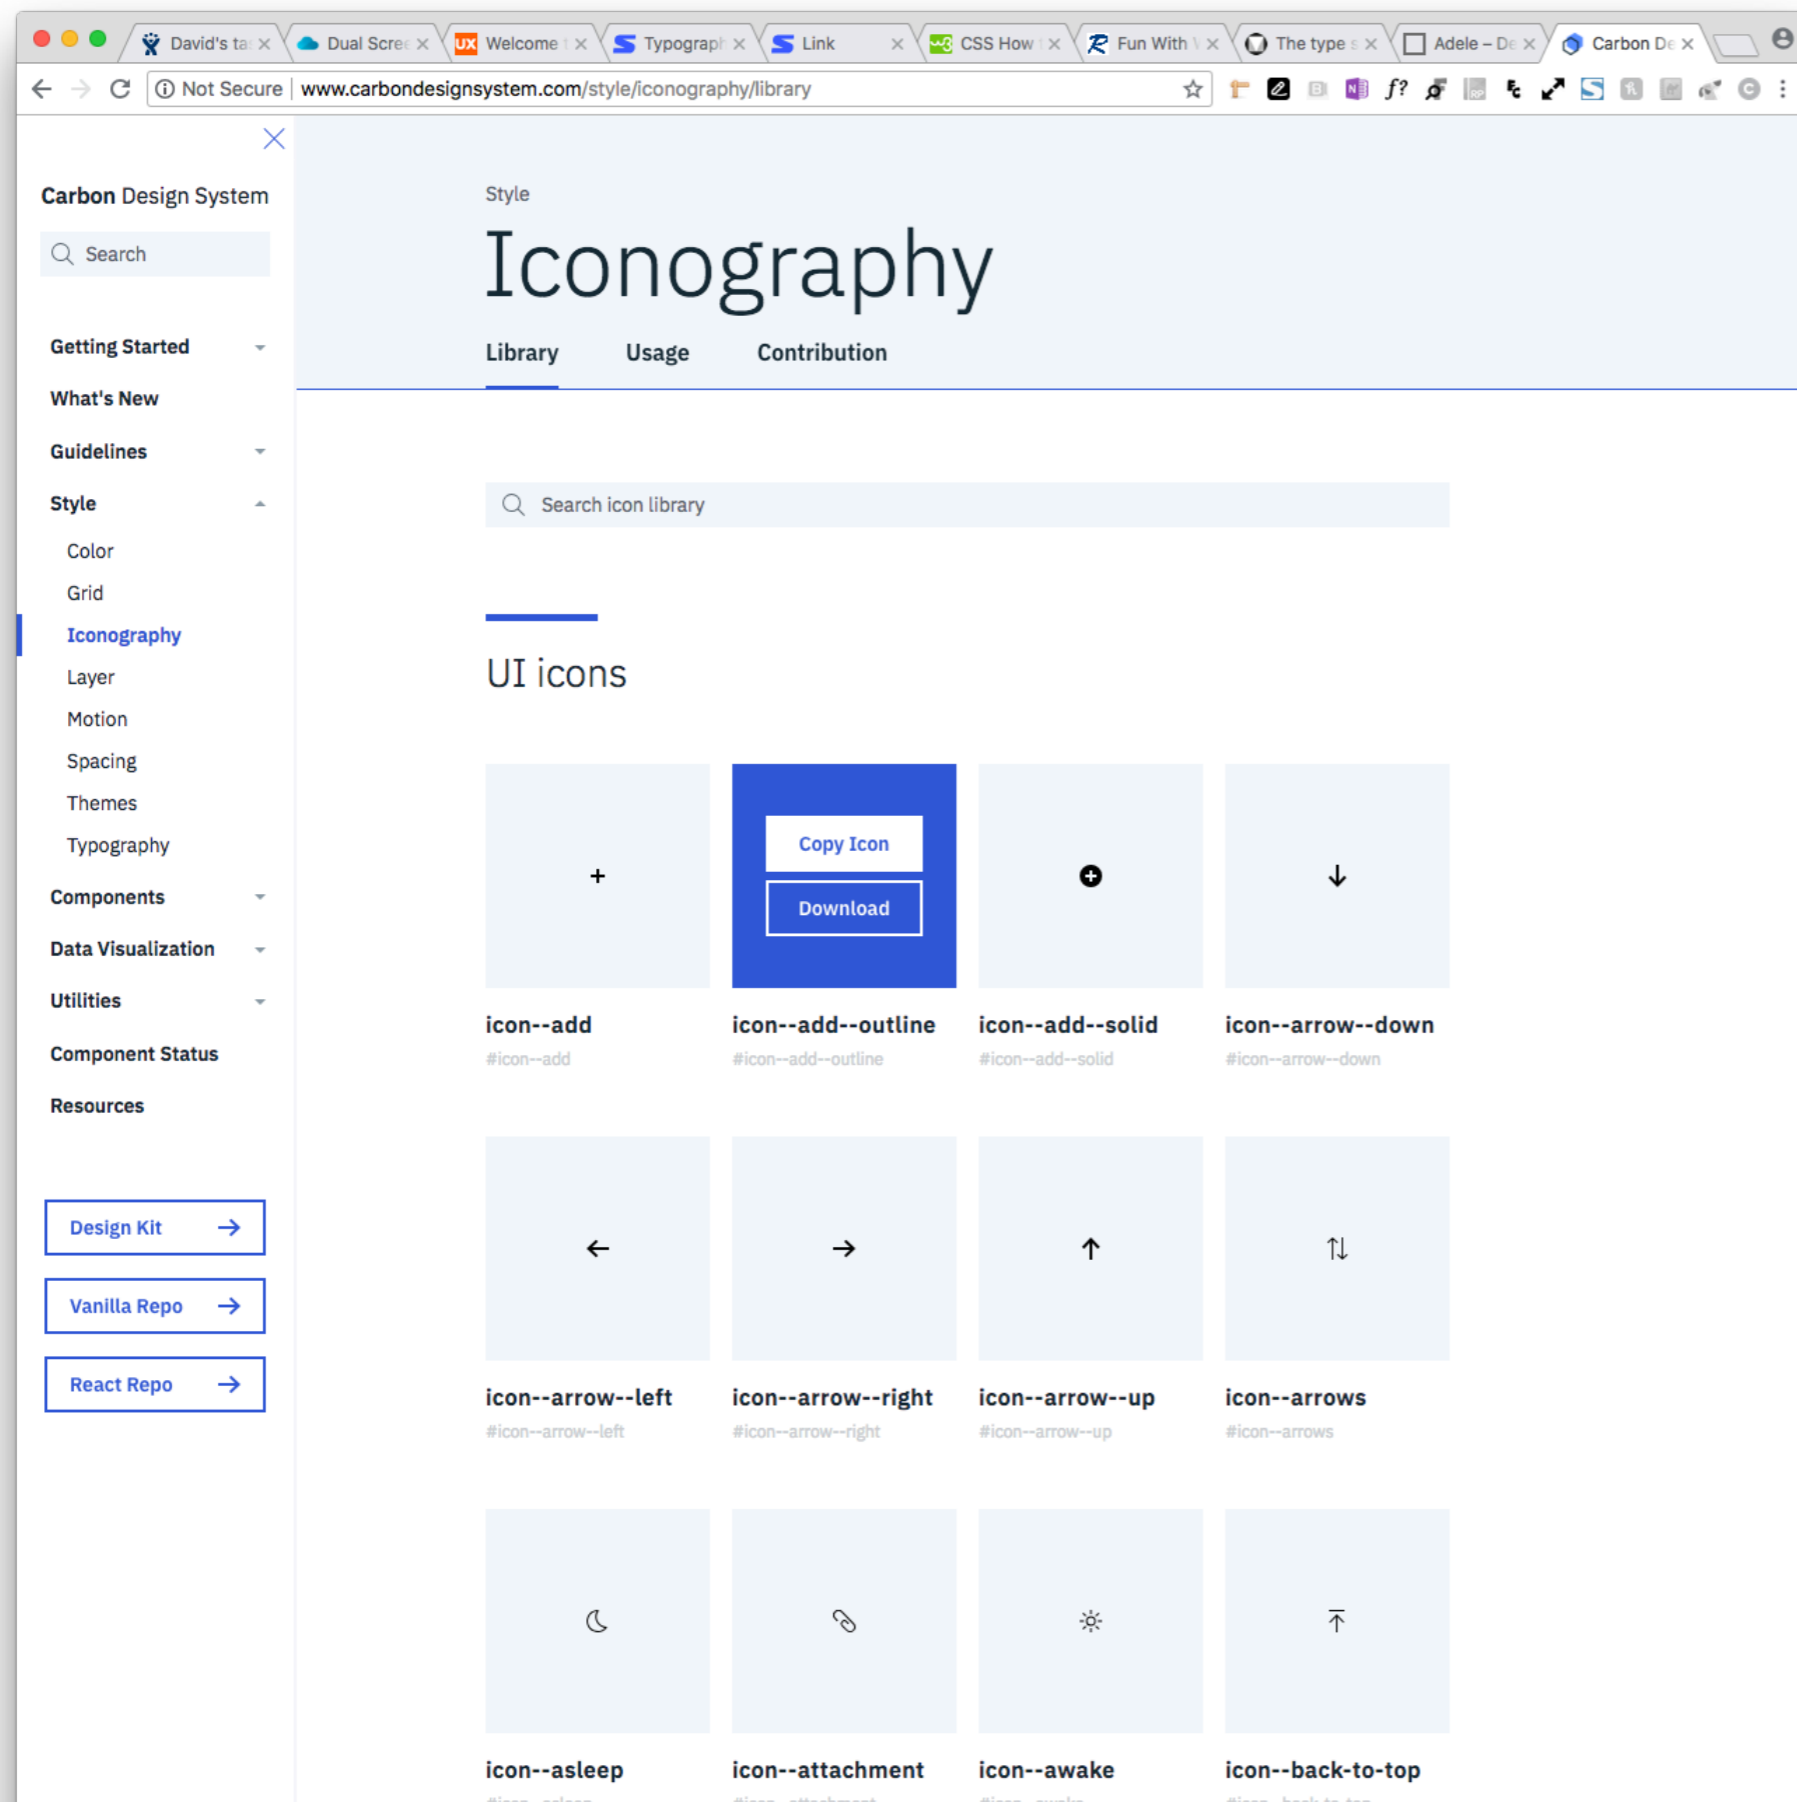 David's ta
Dual Scre
UX Welcome
Typograph
Link
CSS How
Fun With
The type s
Adele – De
Carbon De
Not Secure | www.carbondesignsystem.com/style/iconography/library
Carbon Design System
Search
Getting Started
What's New
Guidelines
Style
Color
Grid
Iconography
Layer
Motion
Spacing
Themes
Typography
Components
Data Visualization
Utilities
Component Status
Resources
Design Kit
Vanilla Repo
React Repo
Style
Iconography
Library Usage Contribution
Search icon library
UI icons
Copy Icon
Download
icon--add icon--add--outline icon--add--solid icon--arrow--down
#icon--add #icon--add--outline #icon--add--solid #icon--arrow--down
icon--arrow--left icon--arrow--right icon--arrow--up icon--arrows
#icon--arrow--left #icon--arrow--right #icon--arrow--up #icon--arrows
icon--asleep icon--attachment icon--awake icon--back-to-top